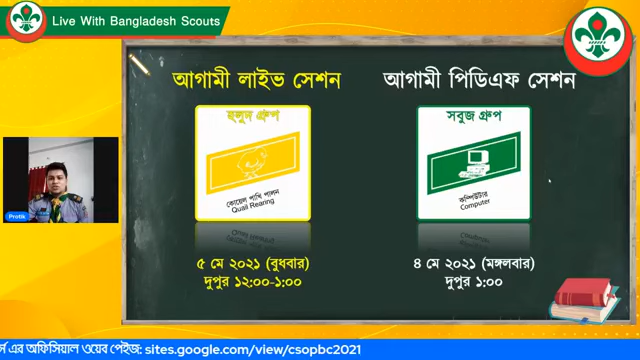 Live With Bangladesh Scouts
আগামী লাইভ সেশন
হলুদ গ্রুপ
কোয়েল পাখি পালন
Quail Rearing
৫ মে ২০২১ (বুধবার)
দুপুর ১২:০০-১:০০
আগামী পিডিএফ সেশন
সবুজ গ্রুপ
কম্পিউটার
Computer
৪ মে ২০২১ (মঙ্গলবার)
দুপুর ১:০০
Protik
র্স এর অফিসিয়াল ওয়েব পেইজ: sites.google.com/view/csopbc2021